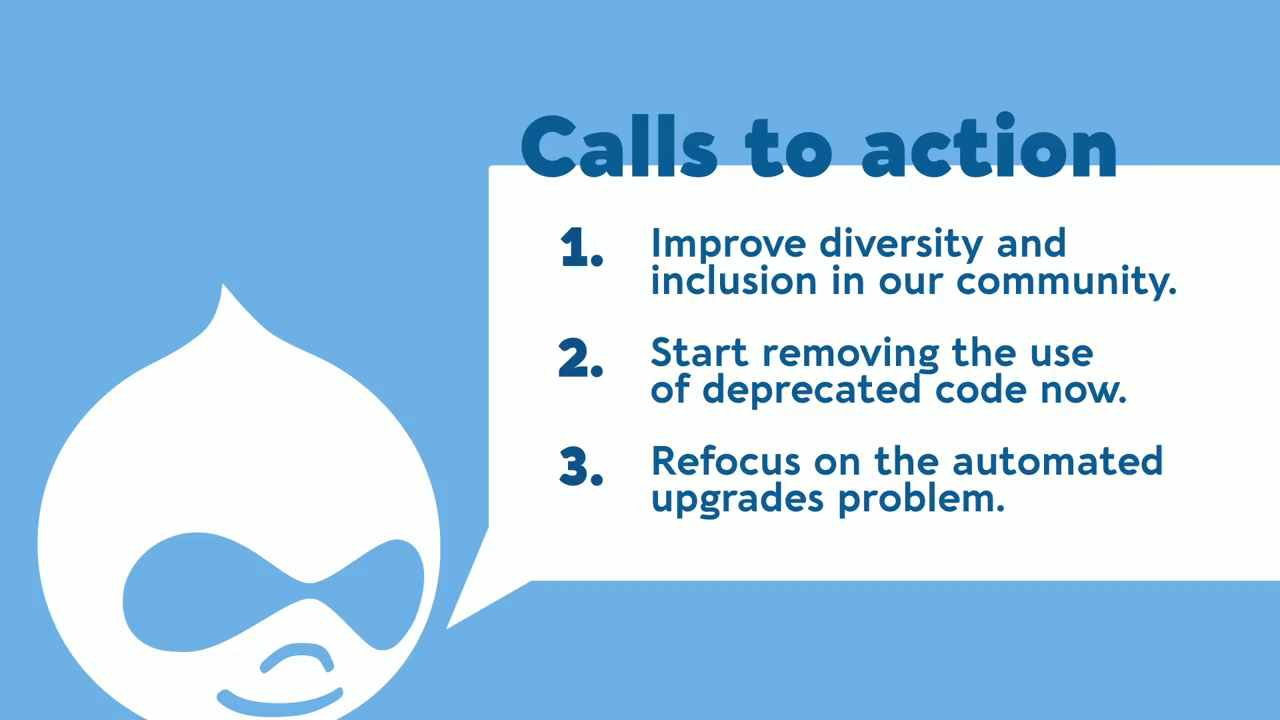 Calls to action
1. Improve diversity and
inclusion in our community.
2. Start removing the use
of deprecated code now.
3. Refocus on the automated
upgrades problem.